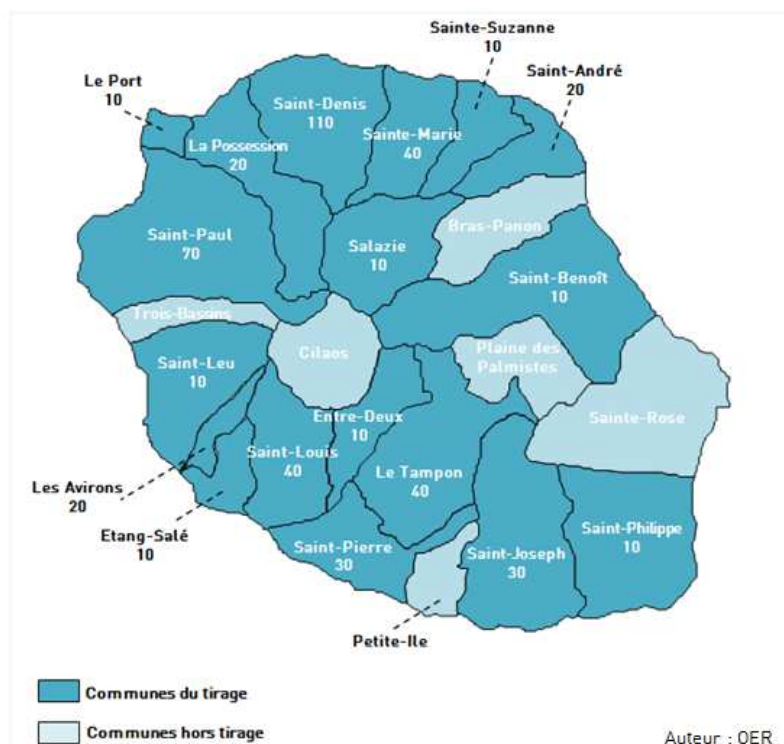 Sainte-Suzanne
10
Saint-André
20
Le Port
10
Saint-Denis
110
Sainte-Marie
40
La Possession
20
Bras-Panon
Saint-Paul
70
Salazie
10
Saint-Benoît
10
Trois-Bassins
Cilaos
Plaine des
Palmistes
Saint-Leu
10
Sainte-Rose
Entre-Deux
10
Saint-Louis
40
Le Tampon
40
Les Avirons
20
Etang-Salé
10
Saint-Philippe
10
Saint-Pierre
30
Saint-Joseph
30
Petite-Ile
Communes du tirage
Communes hors tirage
Auteur : OER